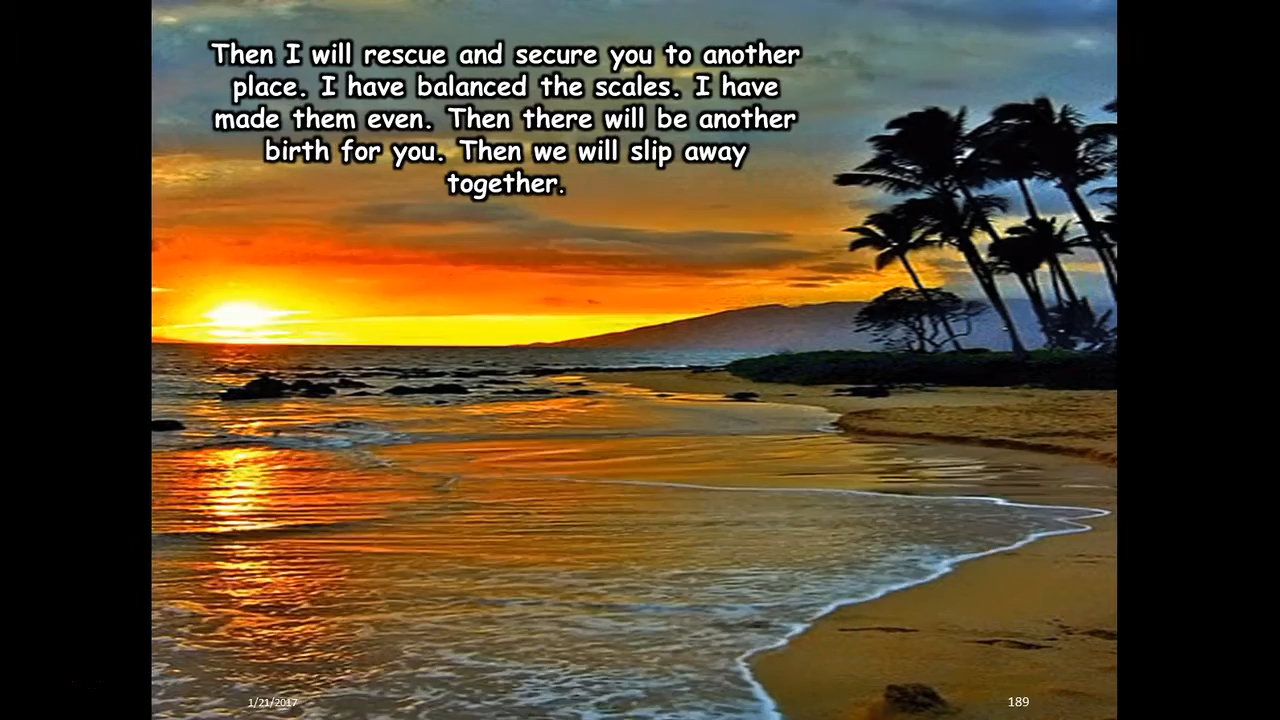 Then I will rescue and secure you to another
place. I have balanced the scales. I have
made them even. Then there will be another
birth for you. Then we will slip away
together.
1/21/2017
189